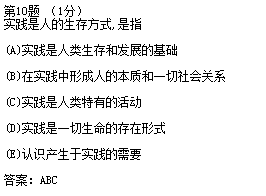 第10题 （1分）
实践是人的生存方式,是指
(A)实践是人类生存和发展的基础
(B)在实践中形成人的本质和一切社会关系
(C)实践是人类特有的活动
(D)实践是一切生命的存在形式
(E)认识产生于实践的需要
答案: ABC